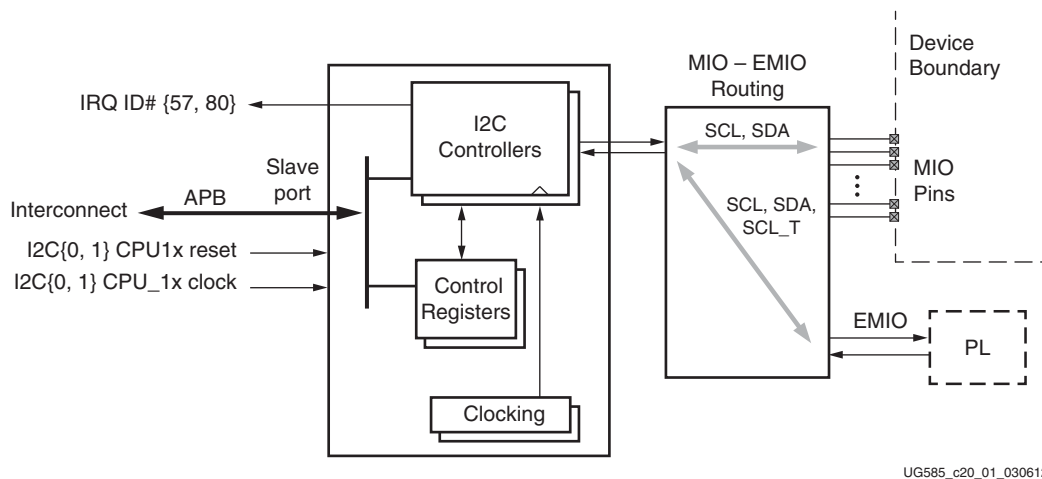 Device
Boundary
MIO – EMIO
Routing
IRQ ID# {57, 80}
I2C
Controllers
SCL, SDA
Slave
port
APB
Interconnect
MIO
Pins
SCL, SDA,
SCL_T
I2C{0, 1} CPU1x reset
I2C{0, 1} CPU_1x clock
Control
Registers
EMIO
PL
Clocking